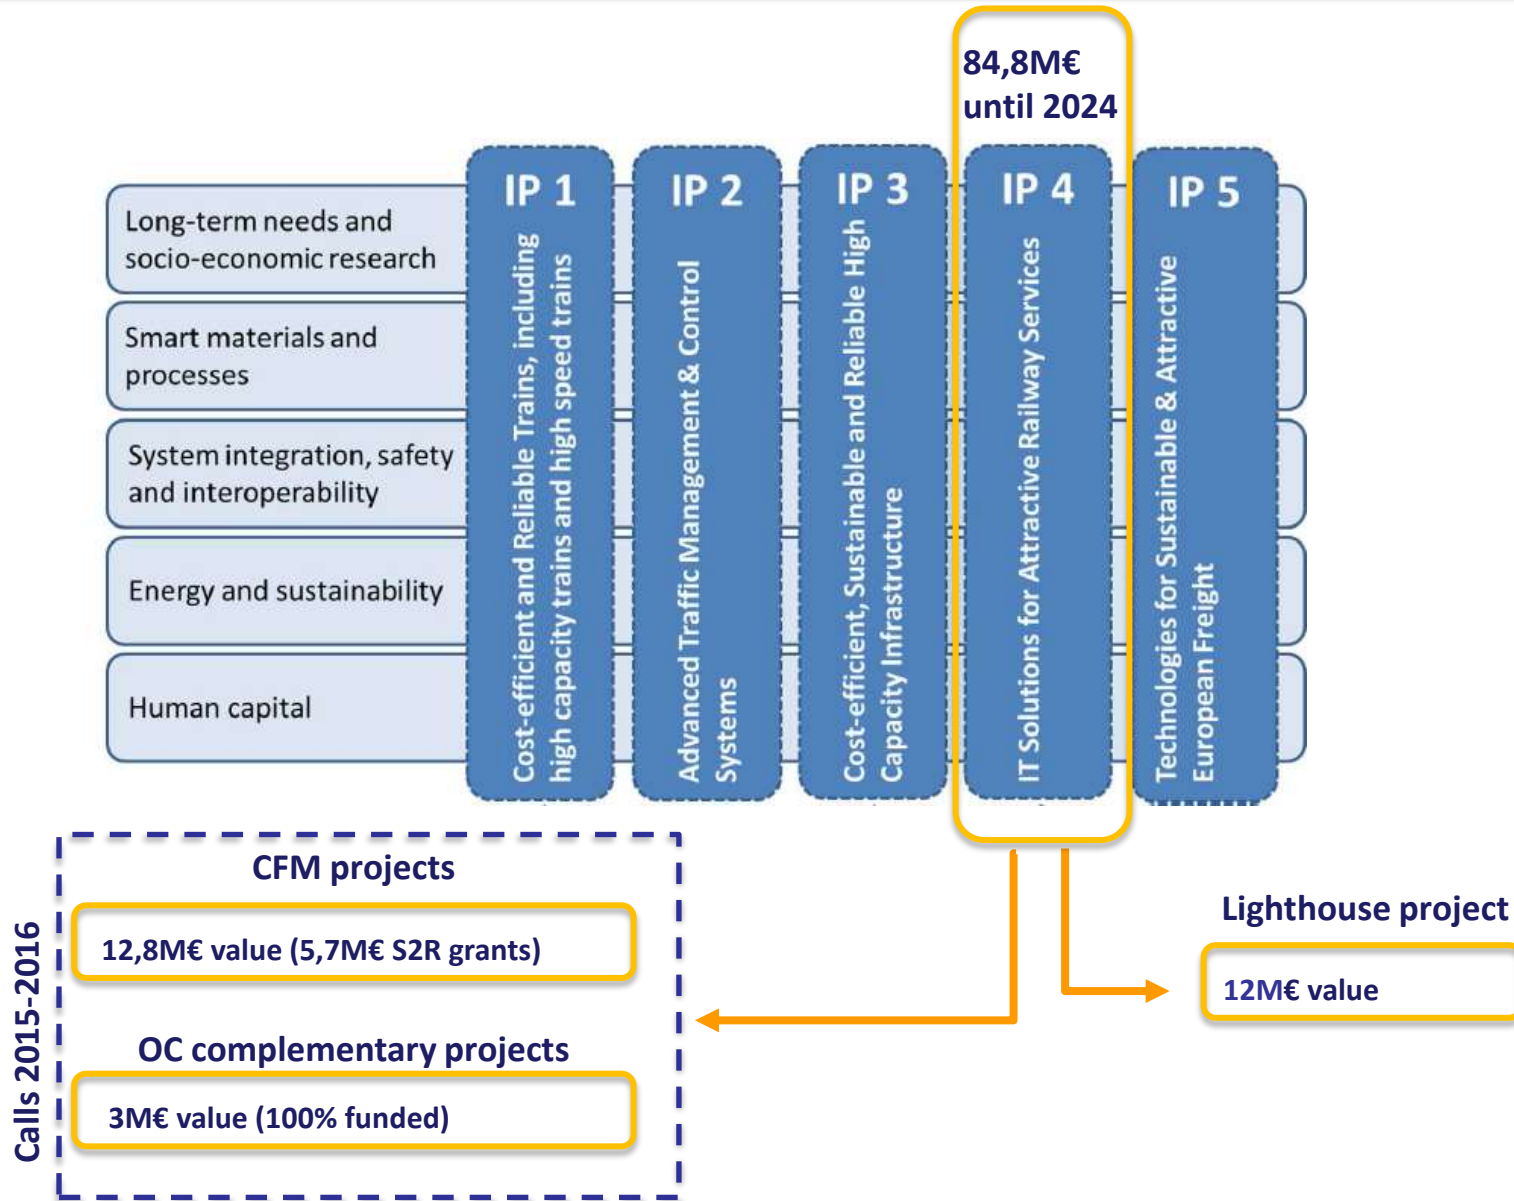 84,8M€
until 2024
IP 1
IP 2
IP 3
IP 4
IP 5
Long-term needs and
socio-economic research
Smart materials and
processes
System integration, safety
and interoperability
Energy and sustainability
Human capital
Cost-efficient and Reliable Trains, including
high capacity trains and high speed trains
Advanced Traffic Management & Control
Systems
Cost-efficient, Sustainable and Reliable High
Capacity Infrastructure
IT Solutions for Attractive Railway Services
Technologies for Sustainable & Attractive
European Freight
Calls 2015-2016
CFM projects
12,8M€ value (5,7M€ S2R grants)
OC complementary projects
3M€ value (100% funded)
Lighthouse project
12M€ value